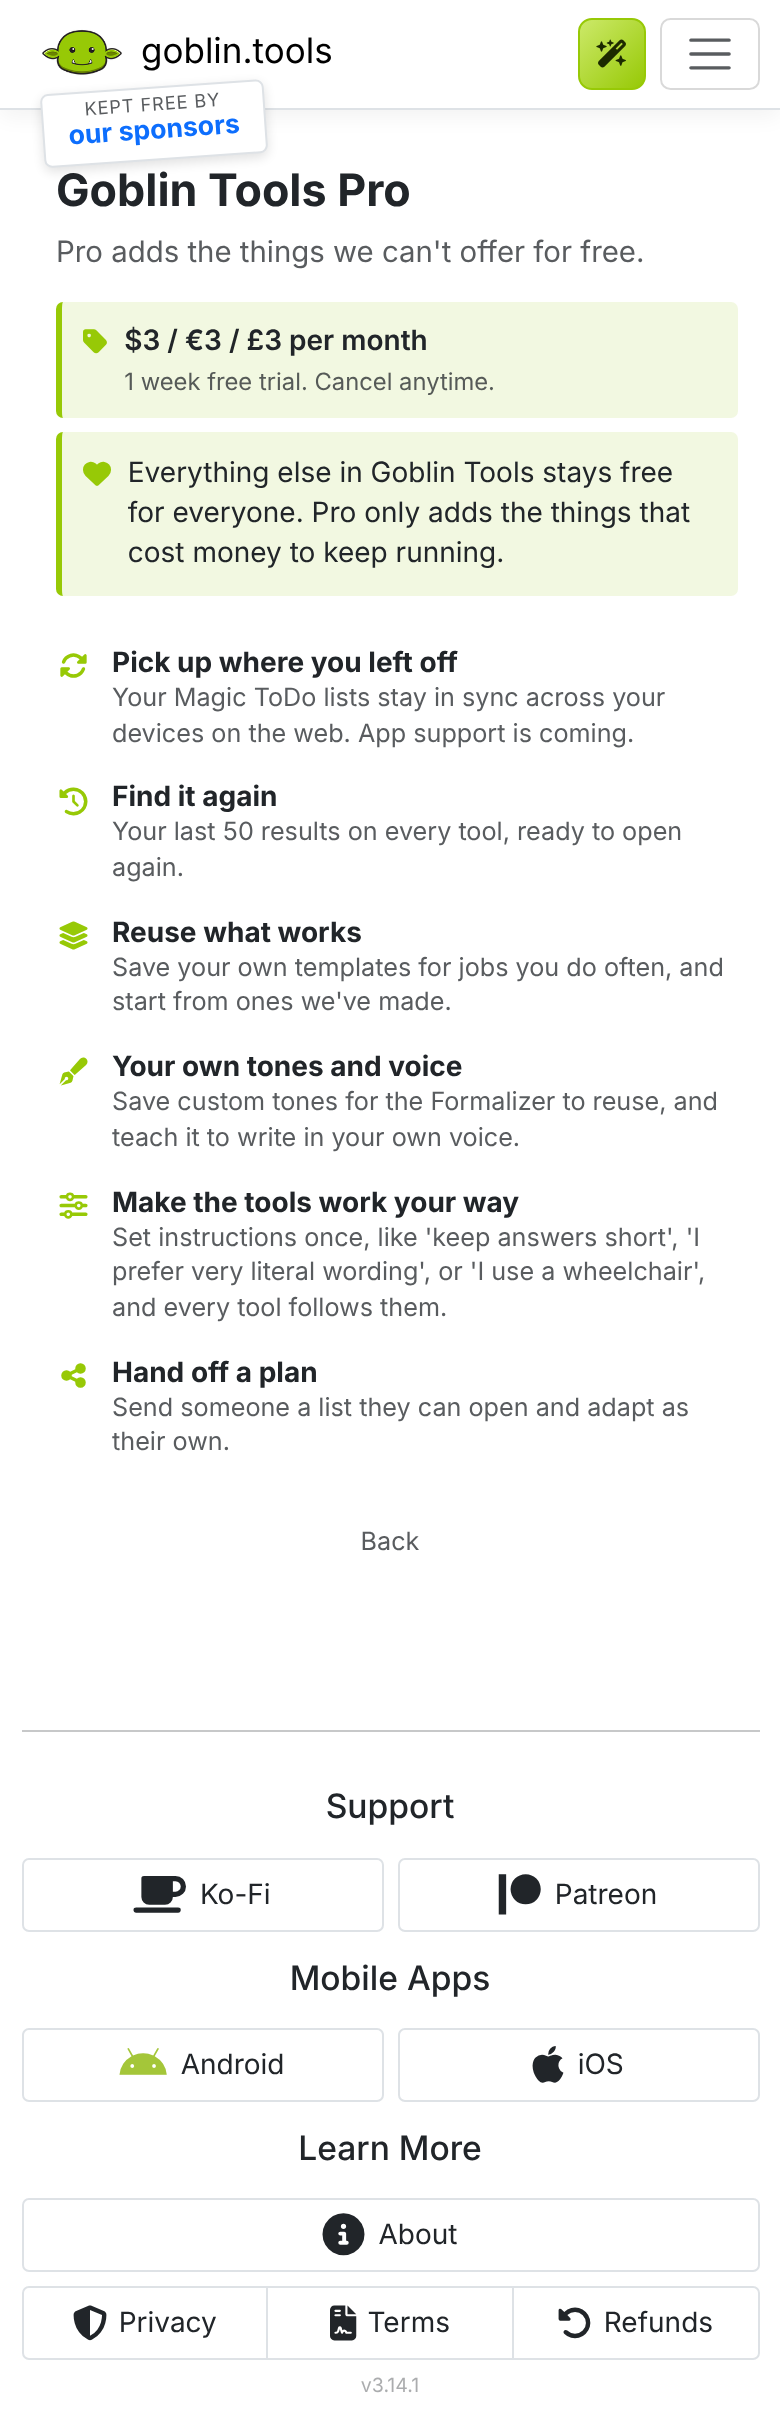 goblin.tools
KEPT FREE BY
our sponsors
Goblin Tools Pro
Pro adds the things we can't offer for free.
$3 / €3 / £3 per month
1 week free trial. Cancel anytime.
Everything else in Goblin Tools stays free
for everyone. Pro only adds the things that
cost money to keep running.
Pick up where you left off
Your Magic ToDo lists stay in sync across your
devices on the web. App support is coming.
Find it again
Your last 50 results on every tool, ready to open
again.
Reuse what works
Save your own templates for jobs you do often, and
start from ones we've made.
Your own tones and voice
Save custom tones for the Formalizer to reuse, and
teach it to write in your own voice.
Make the tools work your way
Set instructions once, like 'keep answers short', 'I
prefer very literal wording', or 'I use a wheelchair',
and every tool follows them.
Hand off a plan
Send someone a list they can open and adapt as
their own.
Back
Support
Ko-Fi
Patreon
Mobile Apps
Android
iOS
Learn More
About
Privacy
Terms
Refunds
v3.14.1